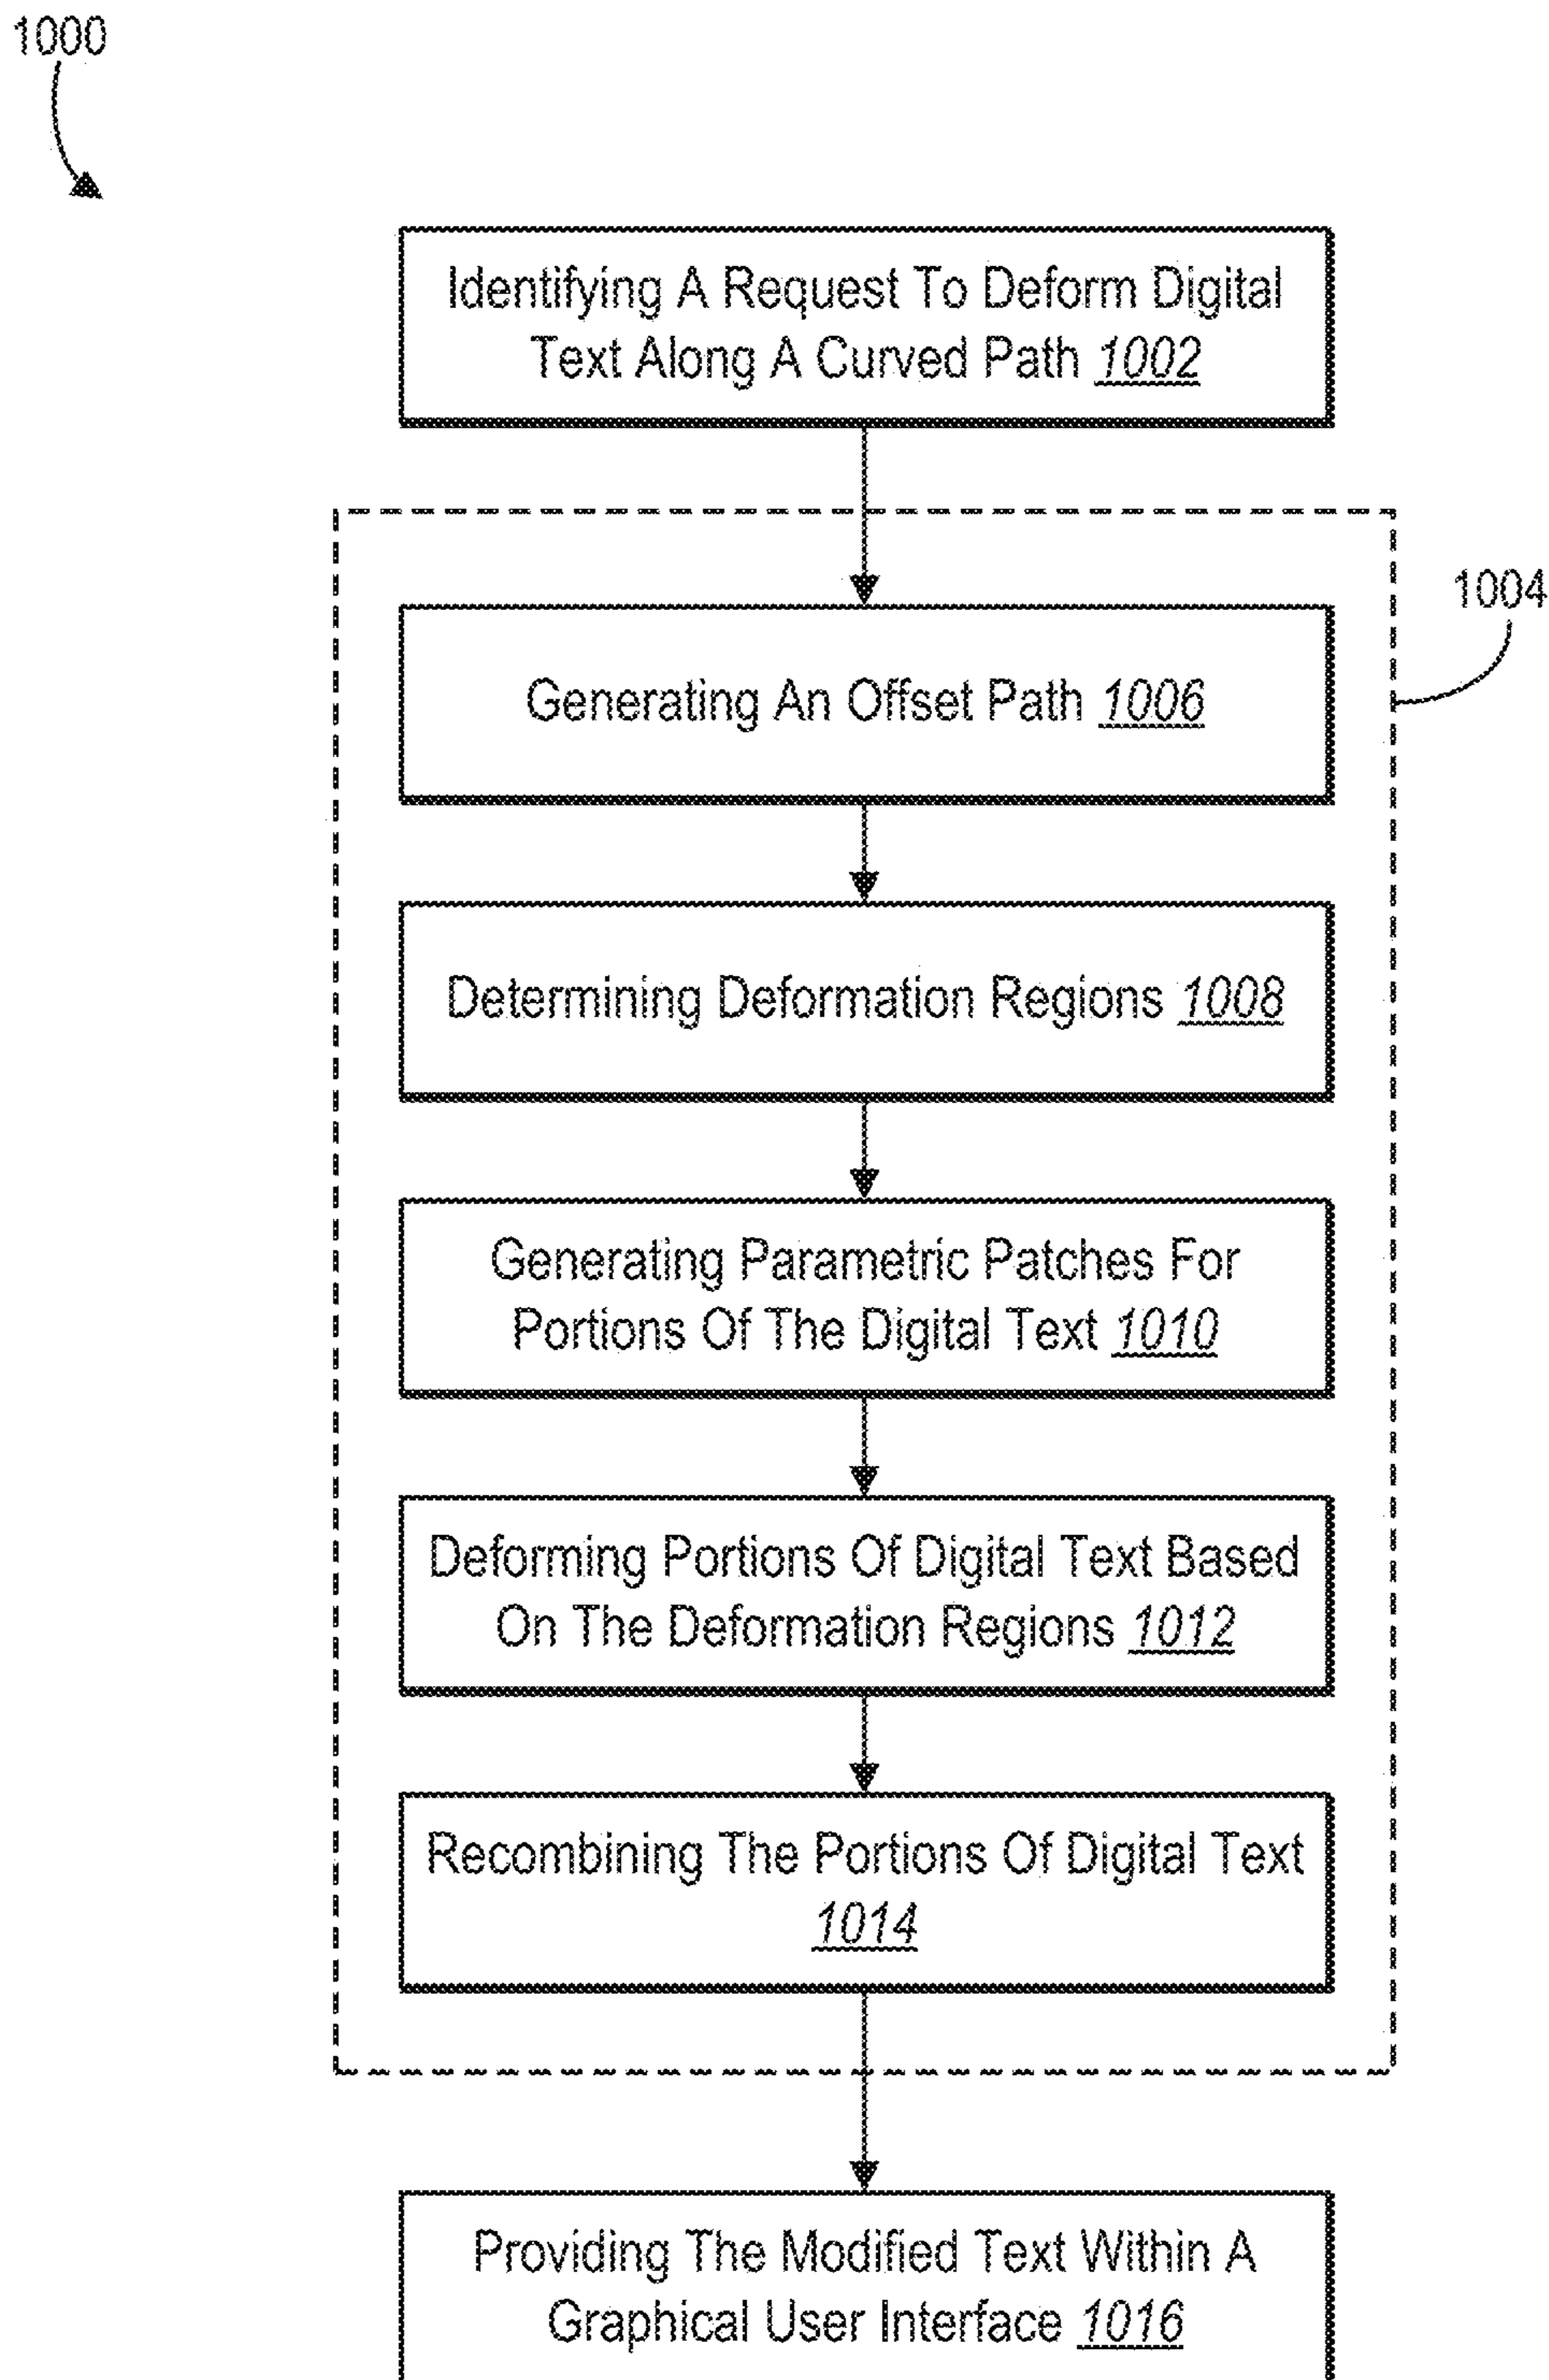 1000
Identifying A Request To Deform Digital
Text Along A Curved Path 1002
1004
Generating An Offset Path 1006
Determining Deformation Regions 1008
Generating Parametric Patches For
Portions Of The Digital Text 1010
Deforming Portions Of Digital Text Based
On The Deformation Regions 1012
Recombining The Portions Of Digital Text
1014
Providing The Modified Text Within A
Graphical User Interface 1016